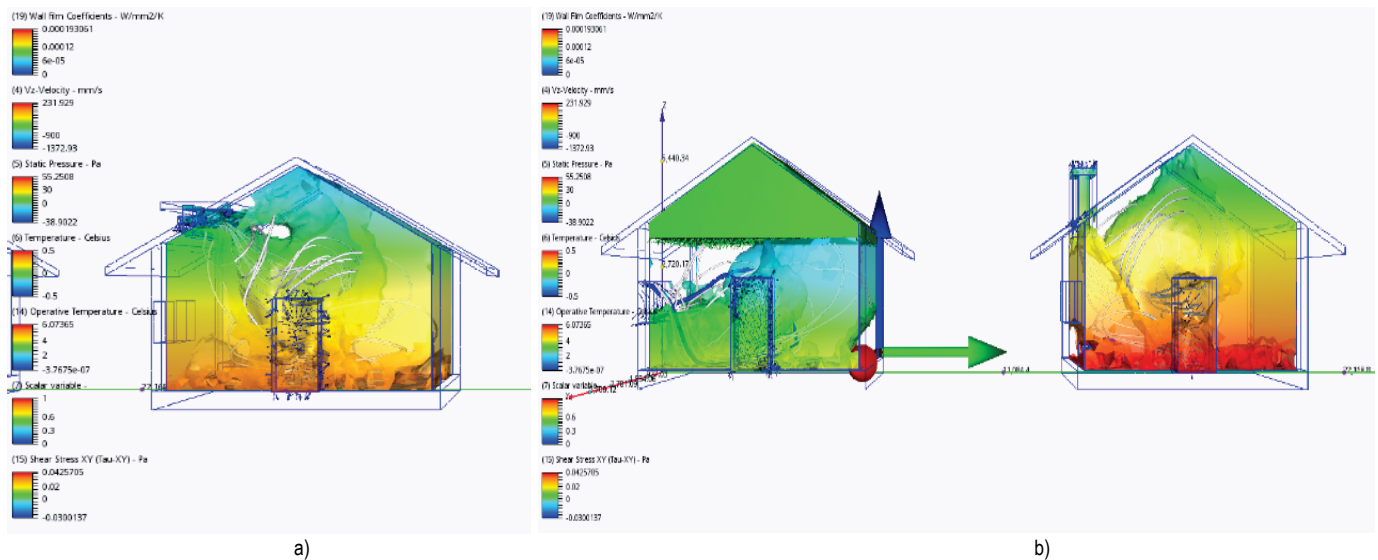 (19) Wall Film Coefficients - W/mm2/K
0.000193061
0.00012
6e-05
0
(4) Vz-Velocity - mm/s
231.929
-900
-1372.93
(5) Static Pressure - Pa
55.2508
30
0
-38.9022
(6) Temperature - Celsius
0.5
0
-0.5
(14) Operative Temperature - Celsius
6.07365
4
2
-3.7675e-07
(7) Scalar variable -
1
0.6
0.3
0
(15) Shear Stress XY (Tau-XY) - Pa
0.0425705
0.02
0
-0.0300137
a)
(19) Wall Film Coefficients - W/mm2/K
0.000193061
0.00012
6e-05
0
(4) Vz-Velocity - mm/s
231.929
-900
-1372.93
(5) Static Pressure - Pa
55.2508
30
0
-38.9022
(6) Temperature - Celsius
0.5
0
-0.5
(14) Operative Temperature -
6.07365
4
2
-3.7675e-07
(7) Scalar variable
0.6
0.3
0
(15) Shear Stress XY (Tau-XY) - Pa
0.0425705
0.02
0
-0.0300137
Z
b)